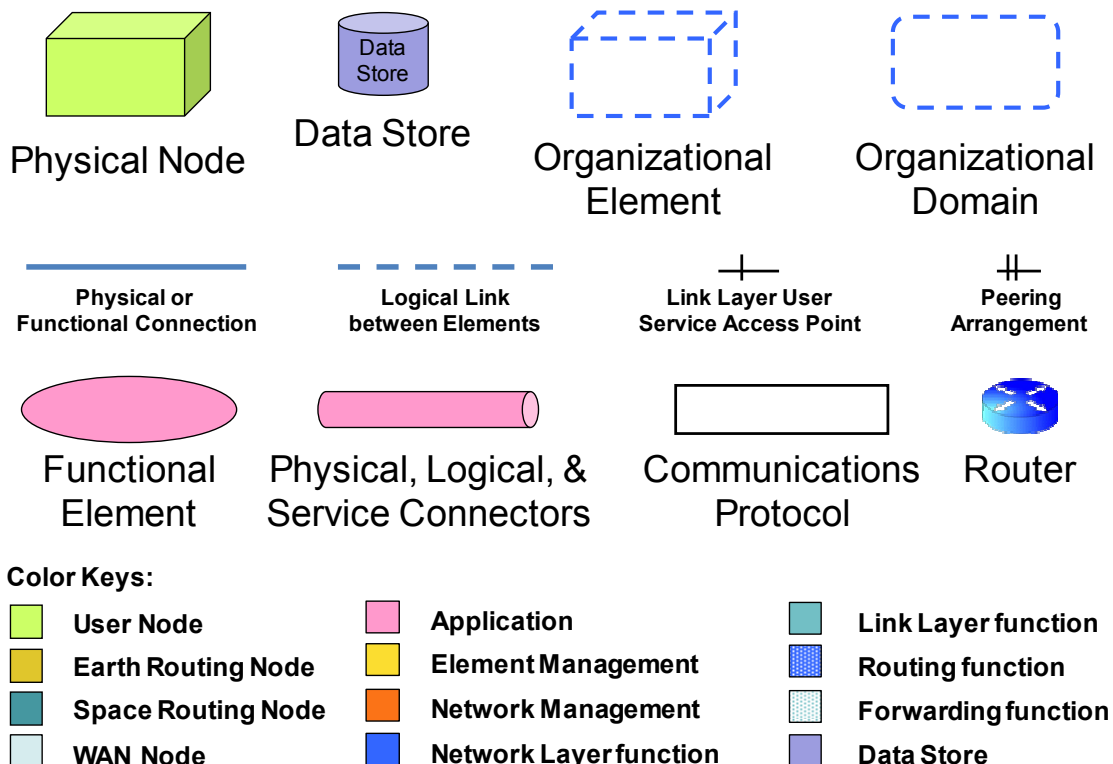 Data
Store
Physical Node
Data Store
Organizational
Element
Organizational
Domain
Physical or
Functional Connection
Logical Link
between Elements
Link Layer User
Service Access Point
Peering
Arrangement
Functional
Element
Physical, Logical, &
Service Connectors
Communications
Protocol
Router
Color Keys:
User Node
Earth Routing Node
Space Routing Node
WAN Node
Application
Element Management
Network Management
Network Layer function
Link Layer function
Routing function
Forwarding function
Data Store